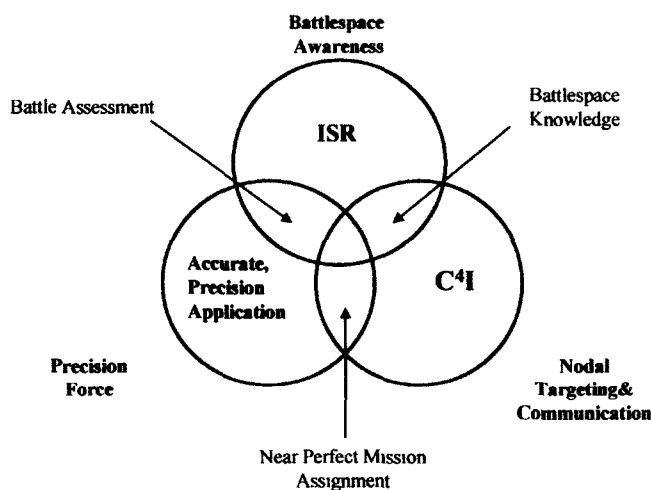 Battlespace
Awareness
Battle Assessment
Battlespace
Knowledge
ISR
Accurate,
Precision
Application
C⁴I
Precision
Force
Nodal
Targeting&
Communication
Near Perfect Mission
Assignment